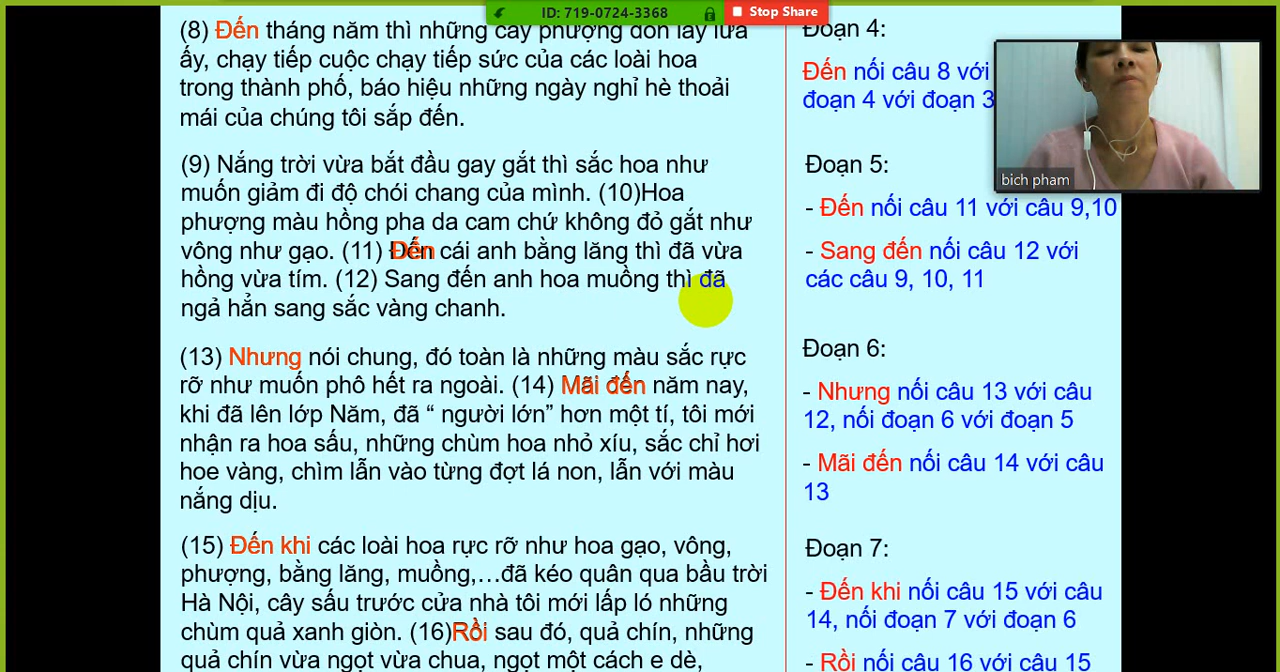 ID: 719-0724-3368
Stop Share
(8) Đến tháng năm thì những cây phượng đón lấy lửa
ấy, chạy tiếp cuộc chạy tiếp sức của các loài hoa
trong thành phố, báo hiệu những ngày nghỉ hè thoải
mái của chúng tôi sắp đến.
(9) Nắng trời vừa bắt đầu gay gắt thì sắc hoa như
muốn giảm đi độ chói chang của mình. (10)Hoa
phượng màu hồng pha da cam chứ không đỏ gắt như
vông như gạo. (11) Đến cái anh bằng lăng thì đã vừa
hồng vừa tím. (12) Sang đến anh hoa muồng thì đã
ngả hẳn sang sắc vàng chanh.
(13) Nhưng nói chung, đó toàn là những màu sắc rực
rỡ như muốn phô hết ra ngoài. (14) Mãi đến năm nay,
khi đã lên lớp Năm, đã “ người lớn” hơn một tí, tôi mới
nhận ra hoa sấu, những chùm hoa nhỏ xíu, sắc chỉ hơi
hoe vàng, chìm lẫn vào từng đợt lá non, lẫn với màu
nắng dịu.
(15) Đến khi các loài hoa rực rỡ như hoa gạo, vông,
phượng, bằng lăng, muồng,…đã kéo quân qua bầu trời
Hà Nội, cây sấu trước cửa nhà tôi mới lấp ló những
chùm quả xanh giòn. (16)Rồi sau đó, quả chín, những
quả chín vừa ngọt vừa chua, ngọt một cách e dè,
Đoạn 4:
Đến nối câu 8 với
đoạn 4 với đoạn 3
bich pham
Đoạn 5:
- Đến nối câu 11 với câu 9,10
- Sang đến nối câu 12 với
các câu 9, 10, 11
Đoạn 6:
- Nhưng nối câu 13 với câu
12, nối đoạn 6 với đoạn 5
- Mãi đến nối câu 14 với câu
13
Đoạn 7:
- Đến khi nối câu 15 với câu
14, nối đoạn 7 với đoạn 6
- Rồi nối câu 16 với câu 15